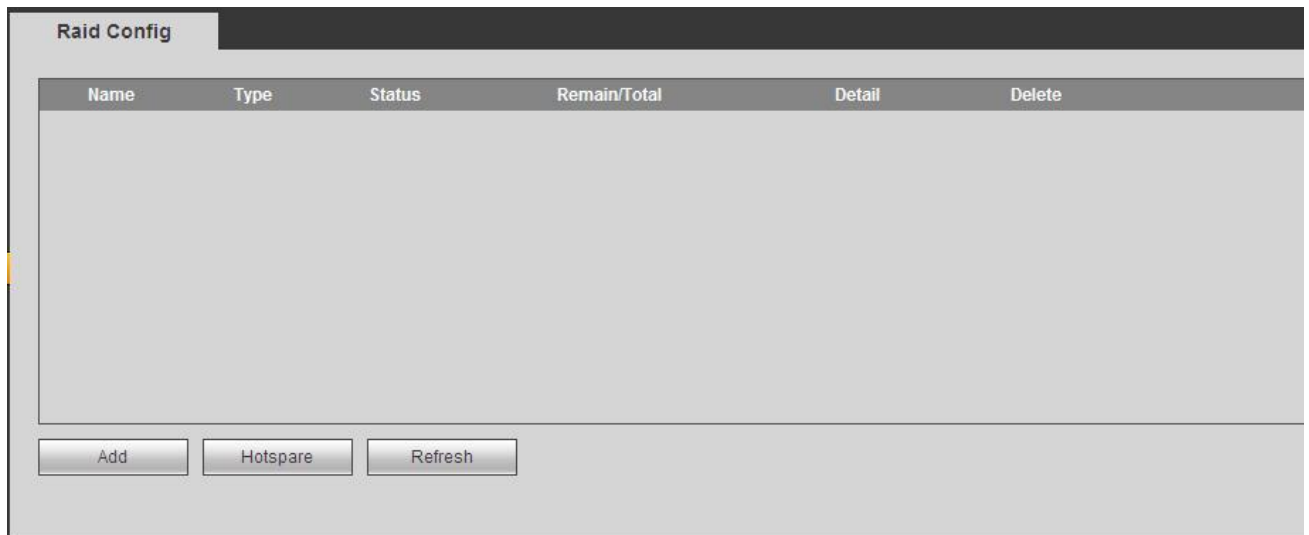 Raid Config
Name Type Status Remain/Total Detail Delete
Add Hotspare Refresh